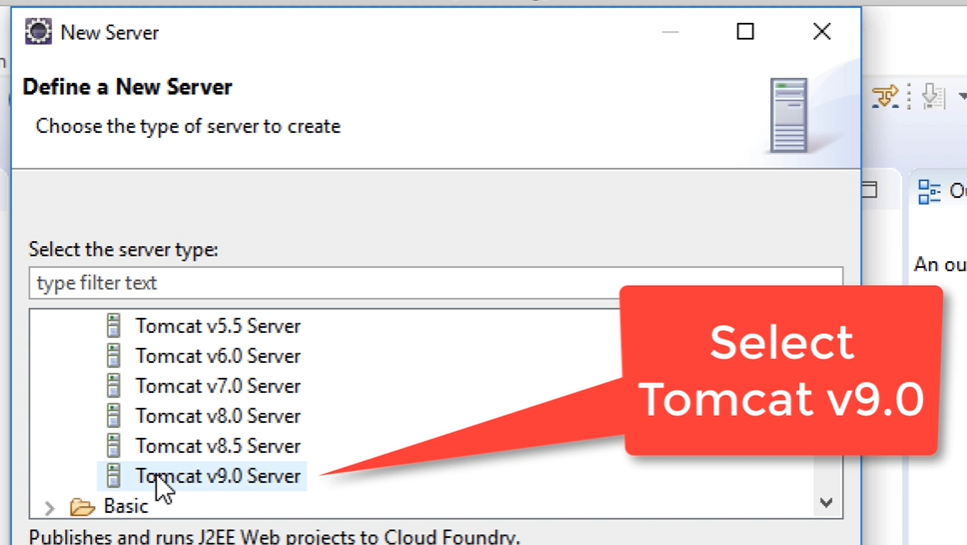 New Server
Define a New Server
Choose the type of server to create
Select the server type:
type filter text
Tomcat v5.5 Server
Tomcat v6.0 Server
Tomcat v7.0 Server
Tomcat v8.0 Server
Tomcat v8.5 Server
Tomcat v9.0 Server
Basic
Publishes and runs J2EE Web projects to Cloud Foundry.
Select
Tomcat v9.0
An ou